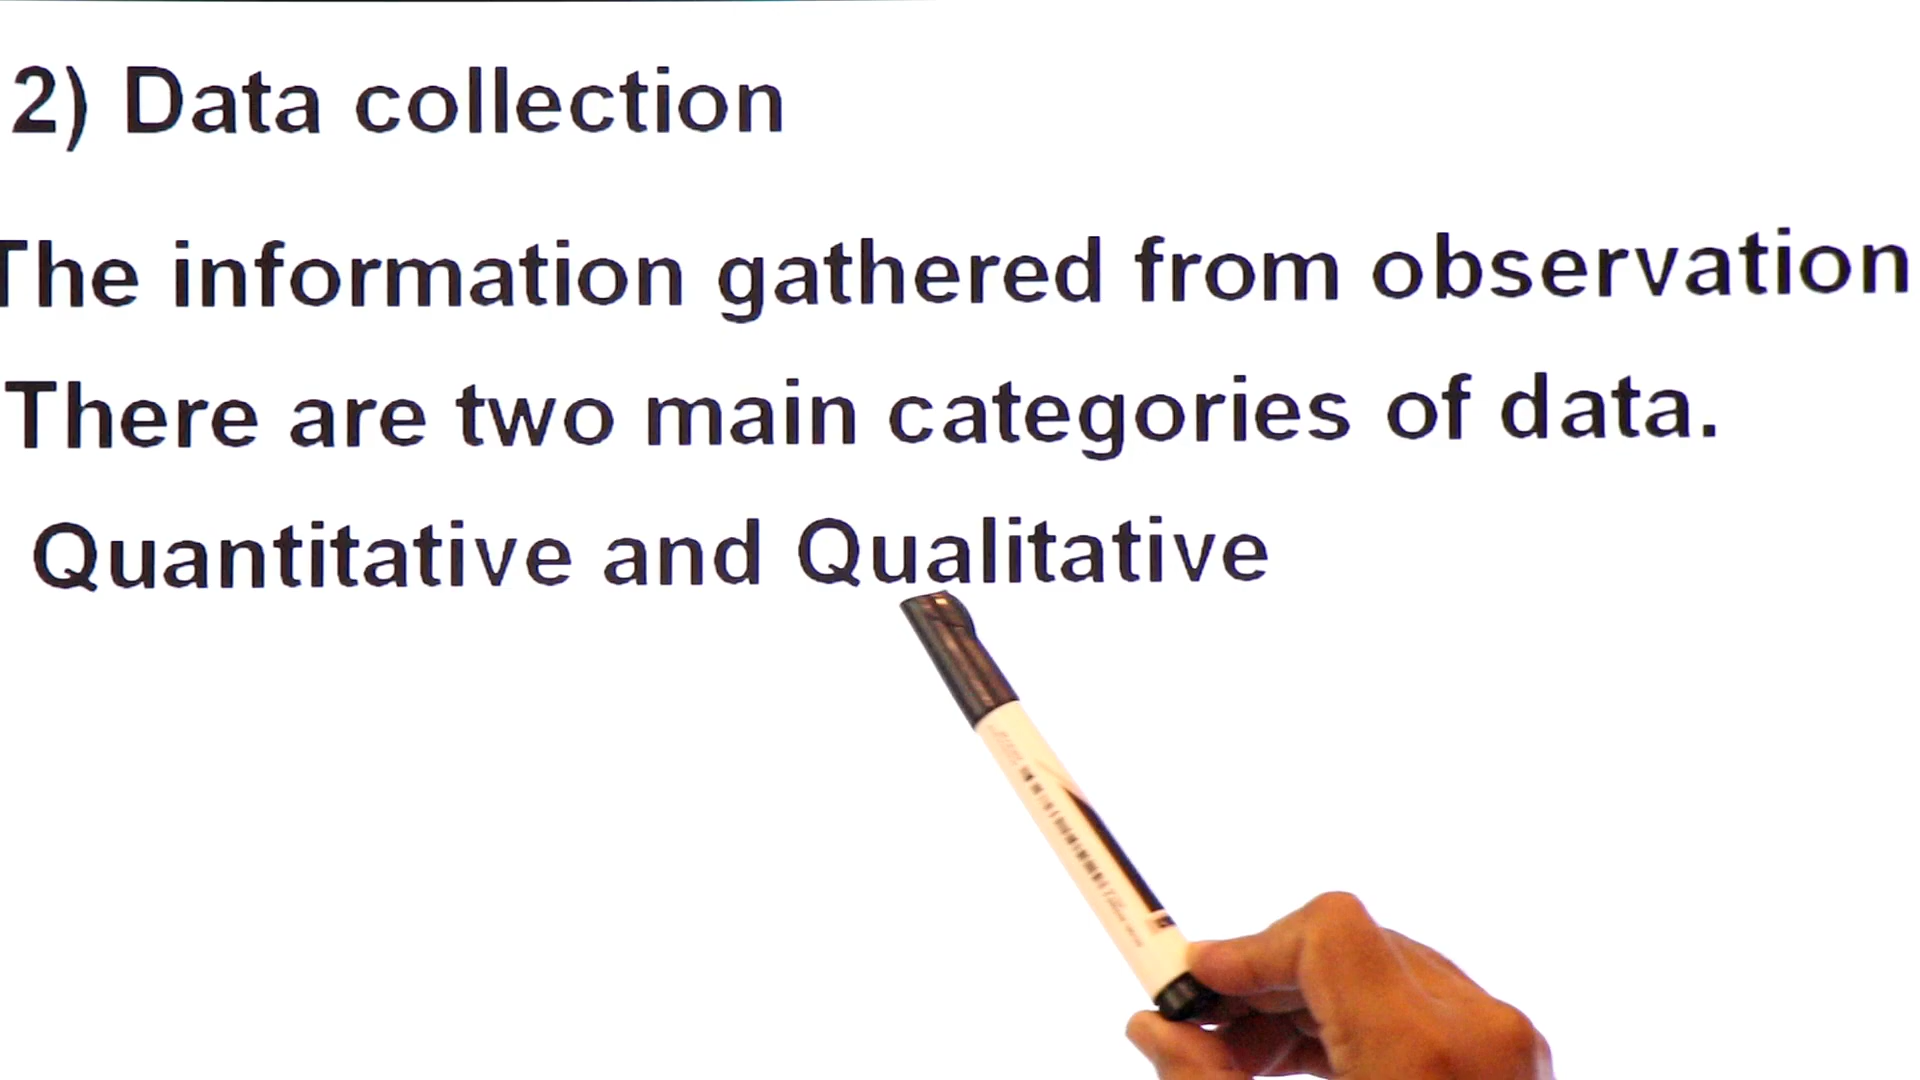 2) Data collection
The information gathered from observation
There are two main categories of data.
Quantitative and Qualitative